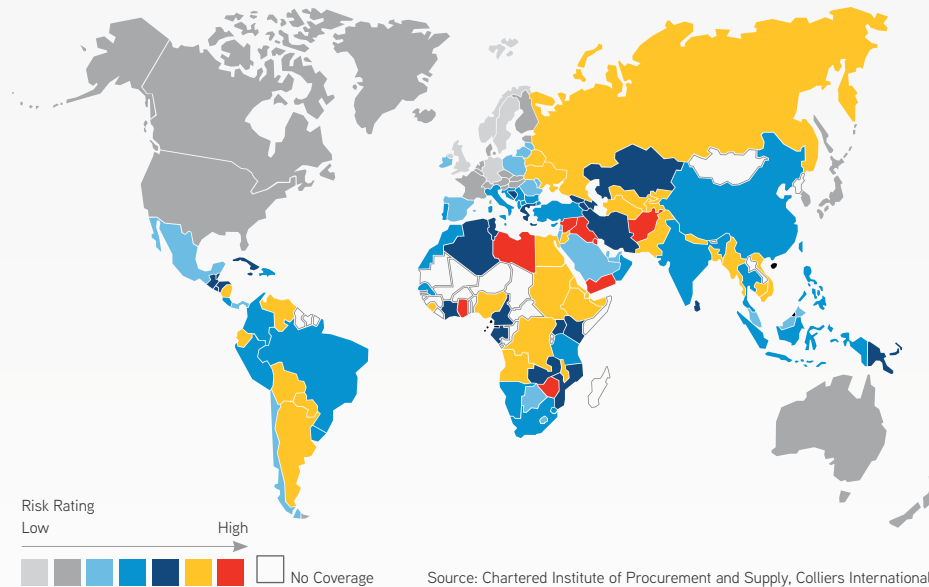 Risk Rating
Low High
No Coverage
Source: Chartered Institute of Procurement and Supply, Colliers International